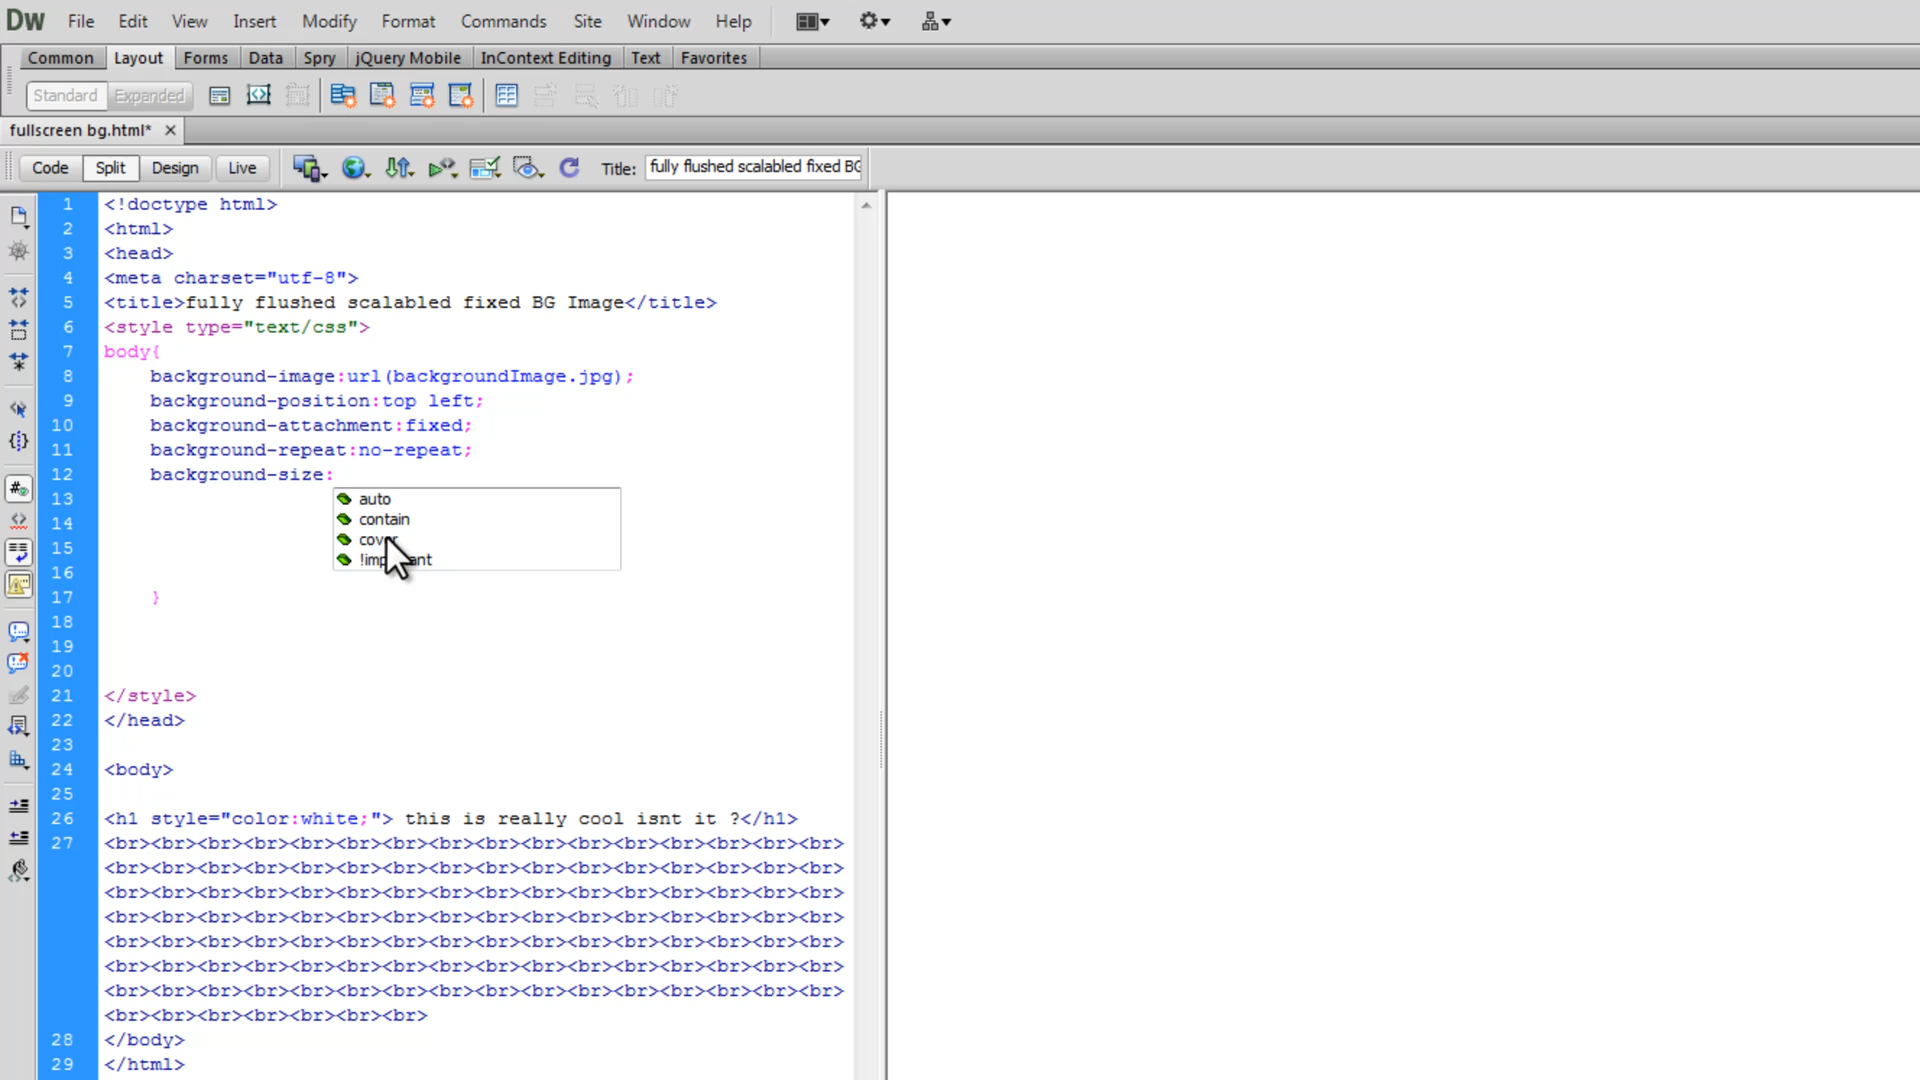 Dw File Edit View Insert Modify Format Commands Site Window Help
Common Layout Forms Data Spry jQuery Mobile InContext Editing Text Favorites
Standard Expanded
fullscreen bg.html*
Code Split Design Live Title: fully flushed scalabled fixed BG
1 <!doctype html>
2 <html>
3 <head>
4 <meta charset="utf-8">
5 <title>fully flushed scalabled fixed BG Image</title>
6 <style type="text/css">
7 body{
8 background-image:url(backgroundImage.jpg);
9 background-position:top left;
10 background-attachment:fixed;
11 background-repeat:no-repeat;
12 background-size:
13 auto
14 contain
15 cover
16
17 }
18
19
20
21 </style>
22 </head>
23
24 <body>
25
26 <h1 style="color:white;"> this is really cool isnt it ?</h1>
27 <br><br><br><br><br><br><br><br><br><br><br><br><br><br><br><br>
<br><br><br><br><br><br><br><br><br><br><br><br><br><br><br><br>
<br><br><br><br><br><br><br><br><br><br><br><br><br><br><br><br>
<br><br><br><br><br><br><br><br><br><br><br><br><br><br><br><br>
<br><br><br><br><br><br><br><br><br><br><br><br><br><br><br><br>
<br><br><br><br><br><br><br><br><br><br><br><br><br><br><br><br>
<br><br><br><br><br><br><br><br><br><br><br><br><br><br><br><br>
<br><br><br><br><br><br><br>
28 </body>
29 </html>